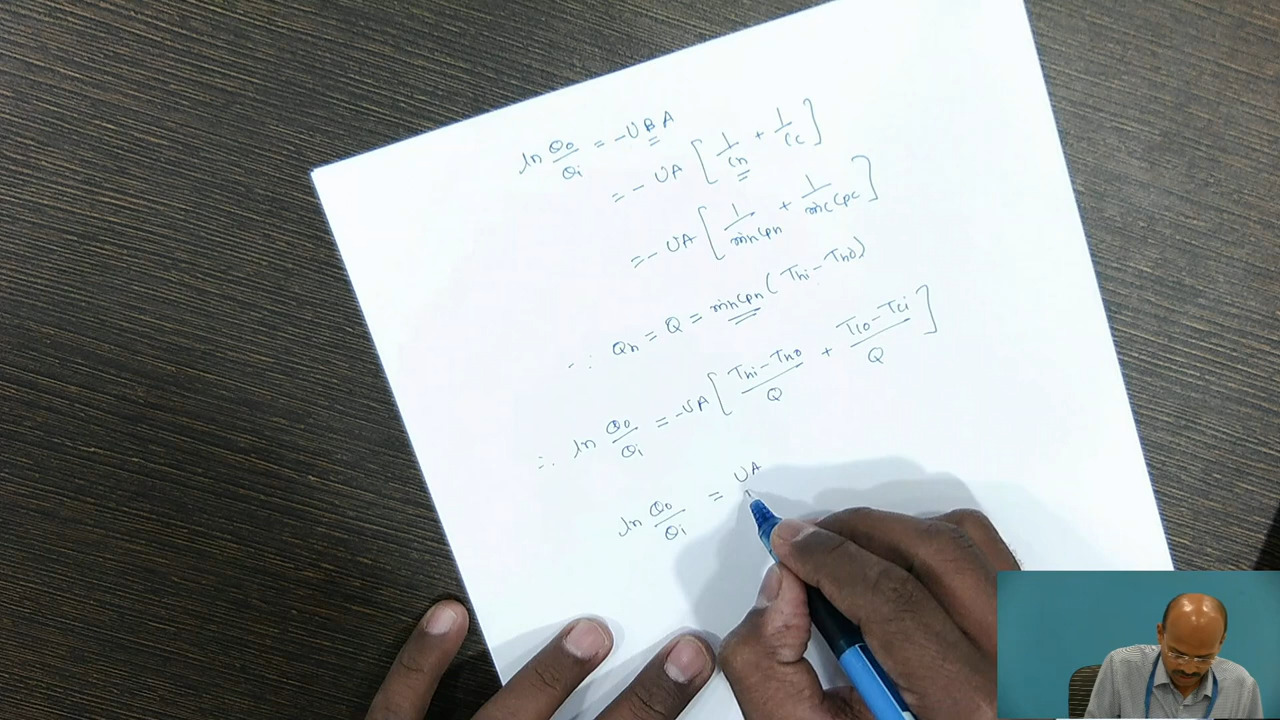 ln θo/θi = -UBA
= - UA [ 1/Ch + 1/Cc ]
= - UA [ 1/ṁhCph + 1/ṁcCpc ]
∴ Qh = Q = ṁhCph (Thi - Tho)
∴ ln θo/θi = -UA [ Thi - Tho/Q + Tco - Tci/Q ]
ln θo/θi = UA